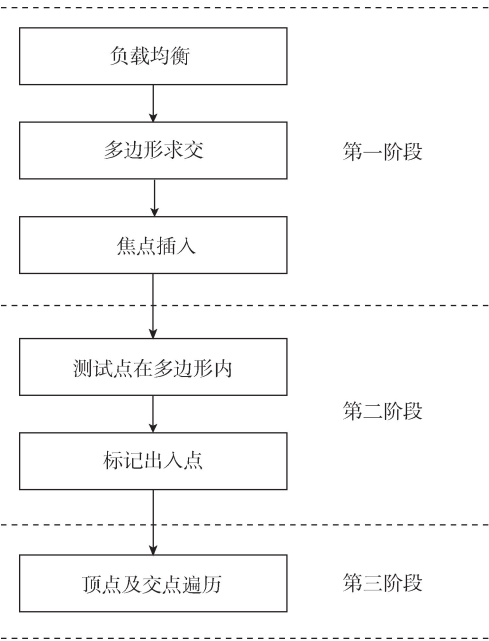 负载均衡
多边形求交
第一阶段
焦点插入
测试点在多边形内
第二阶段
标记出入点
顶点及交点遍历
第三阶段